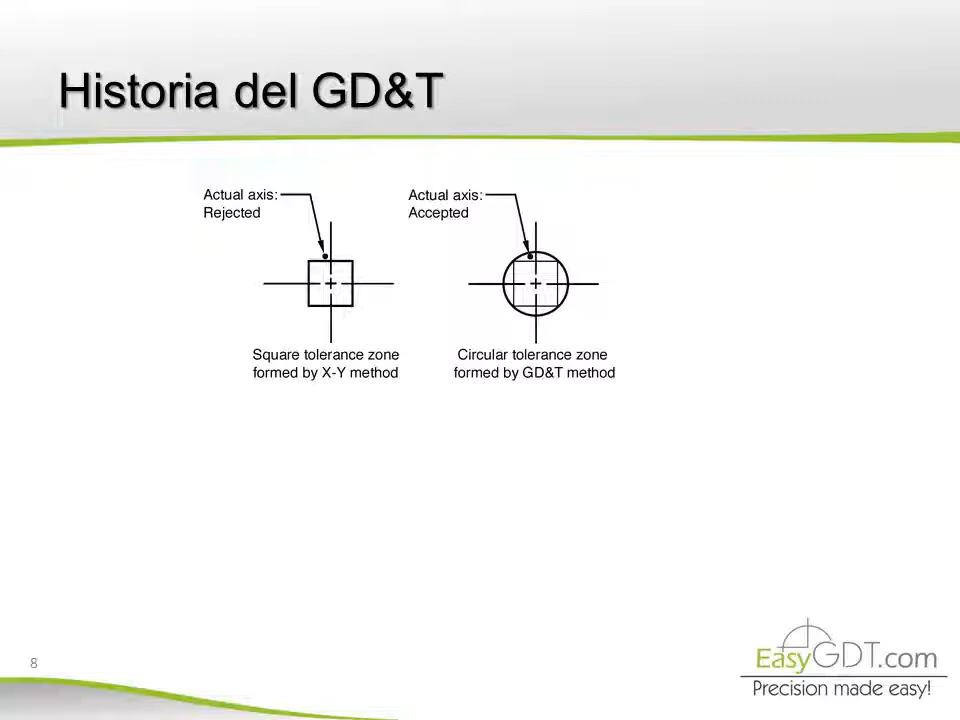 Historia del GD&T
Actual axis:
Rejected
Actual axis:
Accepted
Square tolerance zone
formed by X-Y method
Circular tolerance zone
formed by GD&T method
8
EasyGDT.com
Precision made easy!